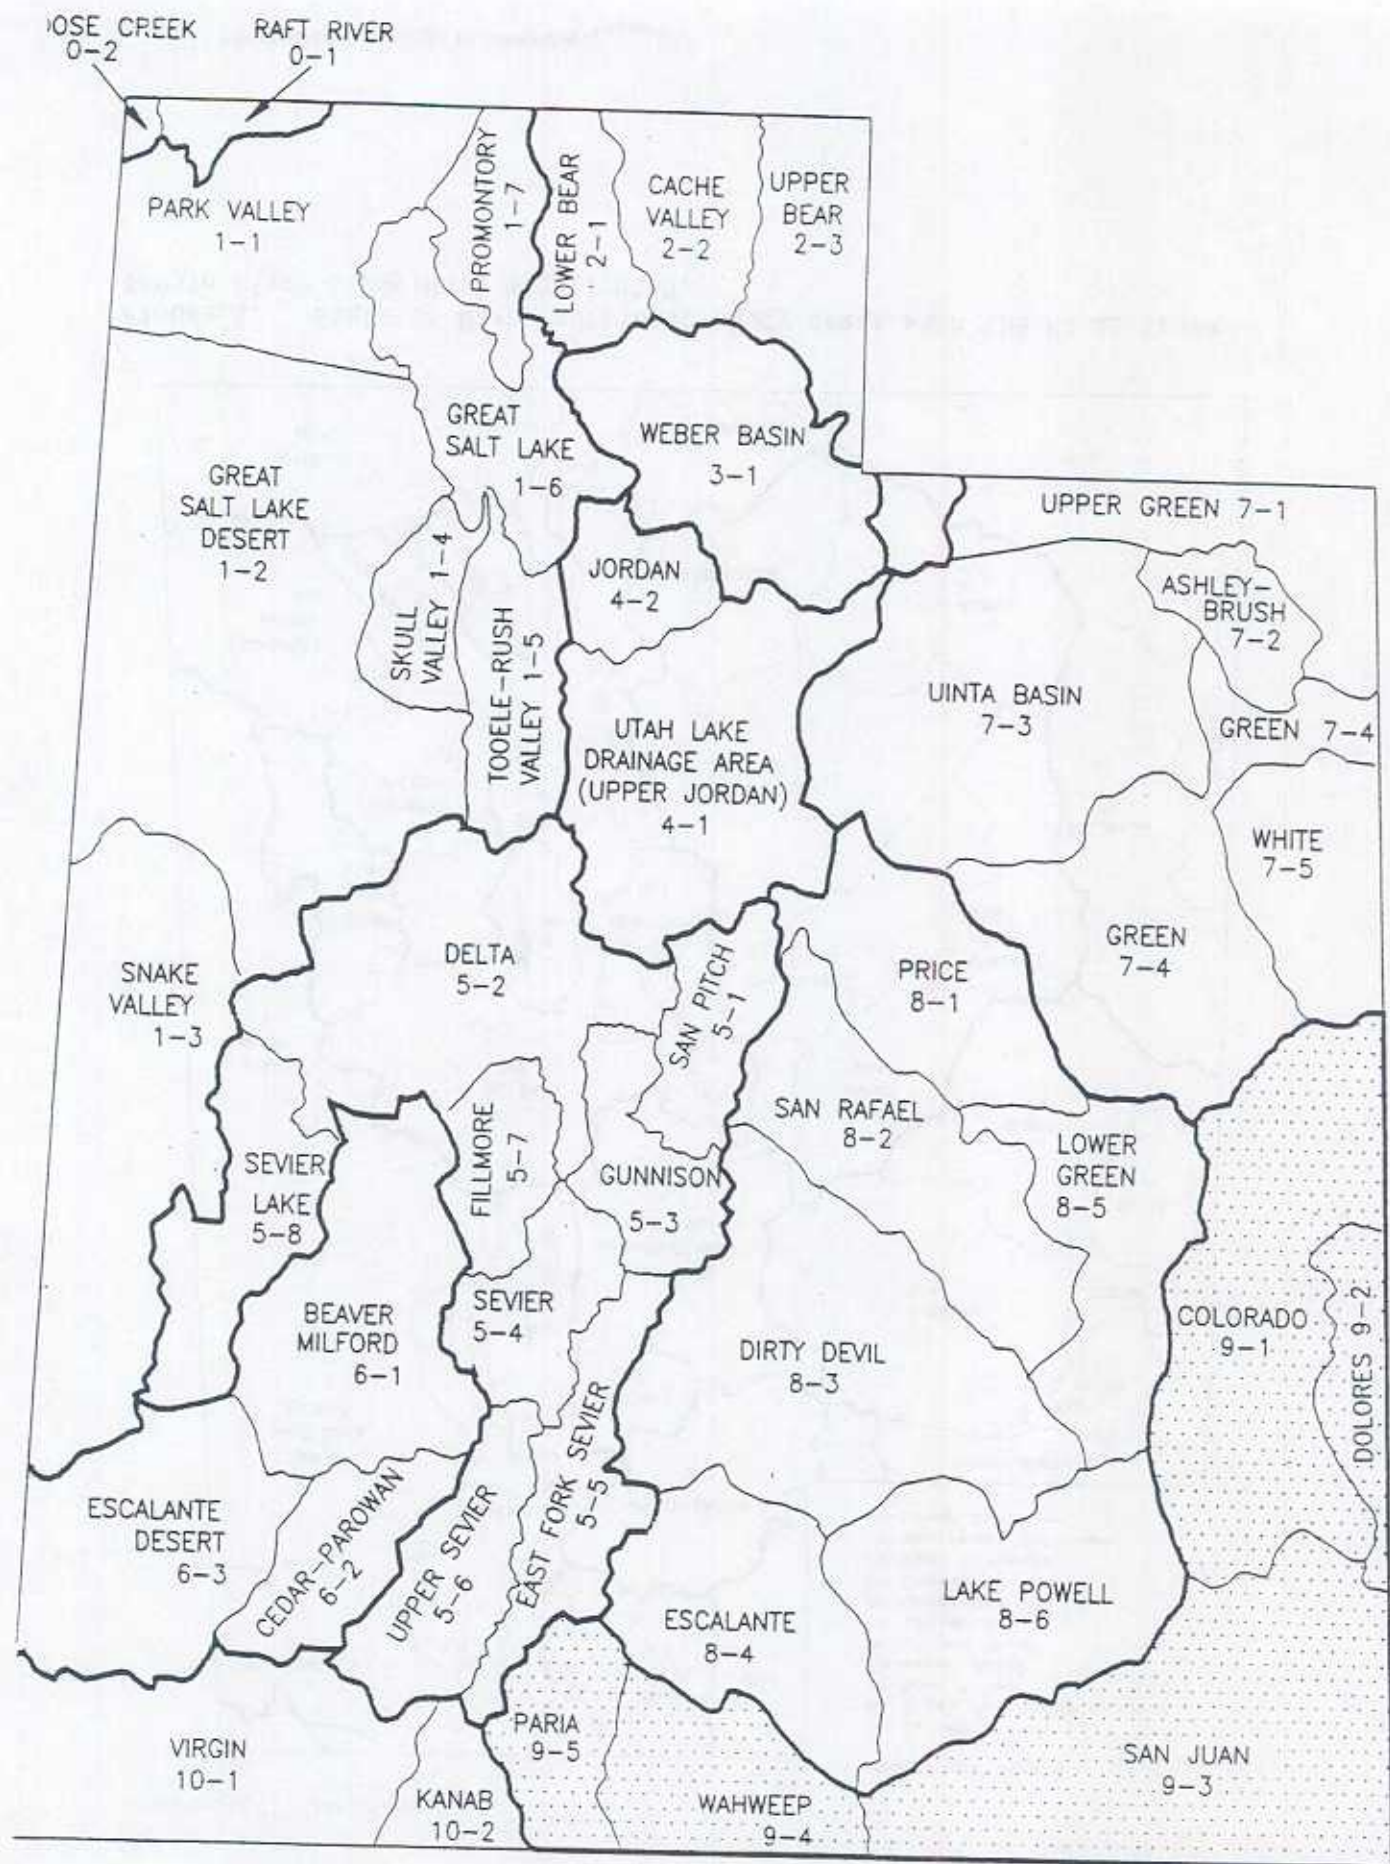 OOSE CREEK
0-2
RAFT RIVER
0-1
PARK VALLEY
1-1
PROMONTORY
1-7
LOWER BEAR
2-1
CACHE
VALLEY
2-2
UPPER
BEAR
2-3
GREAT
SALT LAKE
1-6
WEBER BASIN
3-1
GREAT
SALT LAKE
DESERT
1-2
UPPER GREEN 7-1
SKULL
VALLEY 1-4
JORDAN
4-2
ASHLEY-
BRUSH
7-2
TOOELE-RUSH
VALLEY 1-5
UINTA BASIN
7-3
GREEN 7-4
UTAH LAKE
DRAINAGE AREA
(UPPER JORDAN)
4-1
WHITE
7-5
DELTA
5-2
SNAKE
VALLEY
1-3
SAN PITCH
5-1
PRICE
8-1
GREEN
7-4
SAN RAFAEL
8-2
FILLMORE
5-7
LOWER
GREEN
8-5
SEVIER
LAKE
5-8
GUNNISON
5-3
BEAVER
MILFORD
6-1
SEVIER
5-4
DIRTY DEVIL
8-3
COLORADO
9-1
DOLORES 9-2
ESCALANTE
DESERT
6-3
CEDAR-PAROWAN
6-2
UPPER SEVIER
5-6
EAST FORK SEVIER
5-5
ESCALANTE
8-4
LAKE POWELL
8-6
VIRGIN
10-1
KANAB
10-2
PARIA
9-5
WAHWEEP
9-4
SAN JUAN
9-3